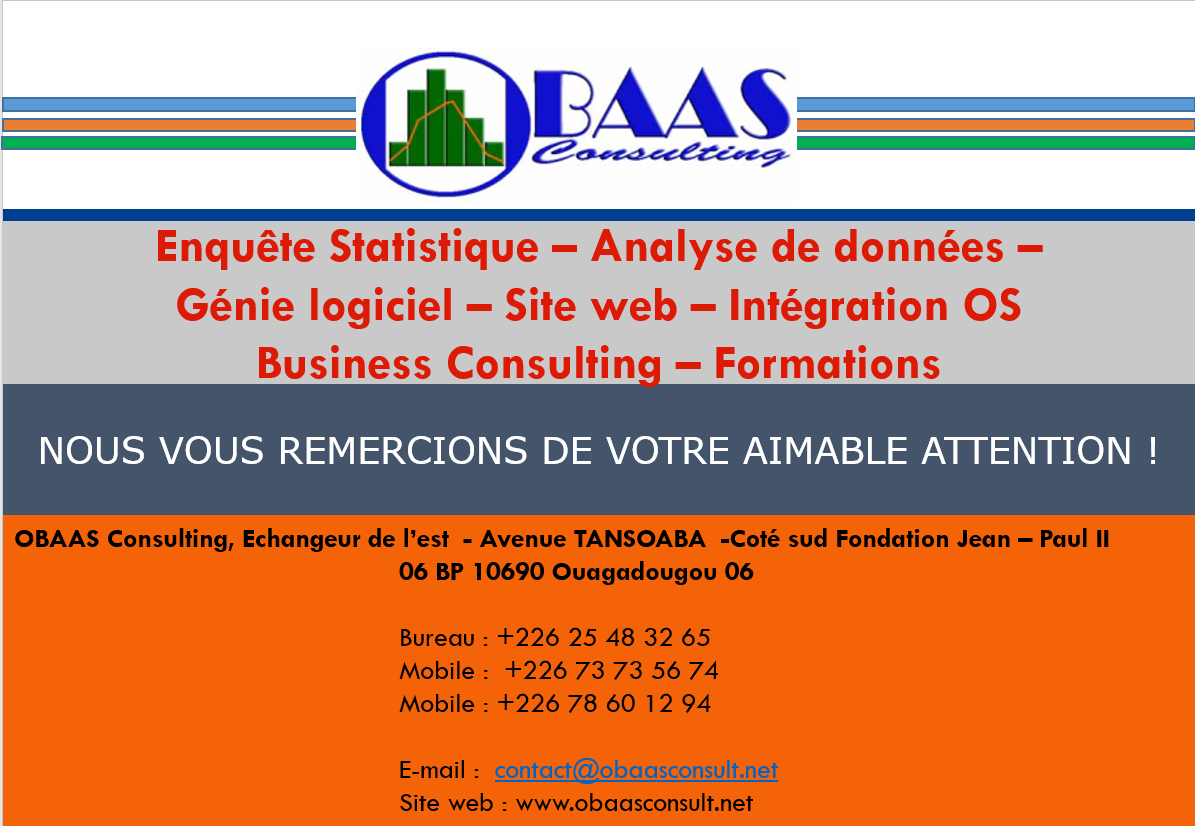 OBAAS
Consulting
Enquête Statistique – Analyse de données –
Génie logiciel – Site web – Intégration OS
Business Consulting – Formations
NOUS VOUS REMERCIONS DE VOTRE AIMABLE ATTENTION !
OBAAS Consulting, Echangeur de l’est - Avenue TANSOABA -Coté sud Fondation Jean – Paul II
06 BP 10690 Ouagadougou 06
Bureau : +226 25 48 32 65
Mobile : +226 73 73 56 74
Mobile : +226 78 60 12 94
E-mail : contact@obaasconsult.net
Site web : www.obaasconsult.net